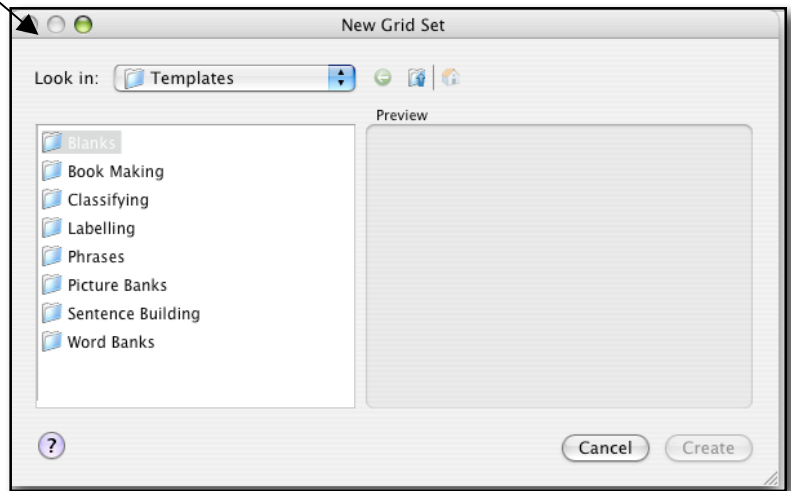 New Grid Set
Look in: Templates
Preview
Blanks
Book Making
Classifying
Labelling
Phrases
Picture Banks
Sentence Building
Word Banks
? Cancel Create